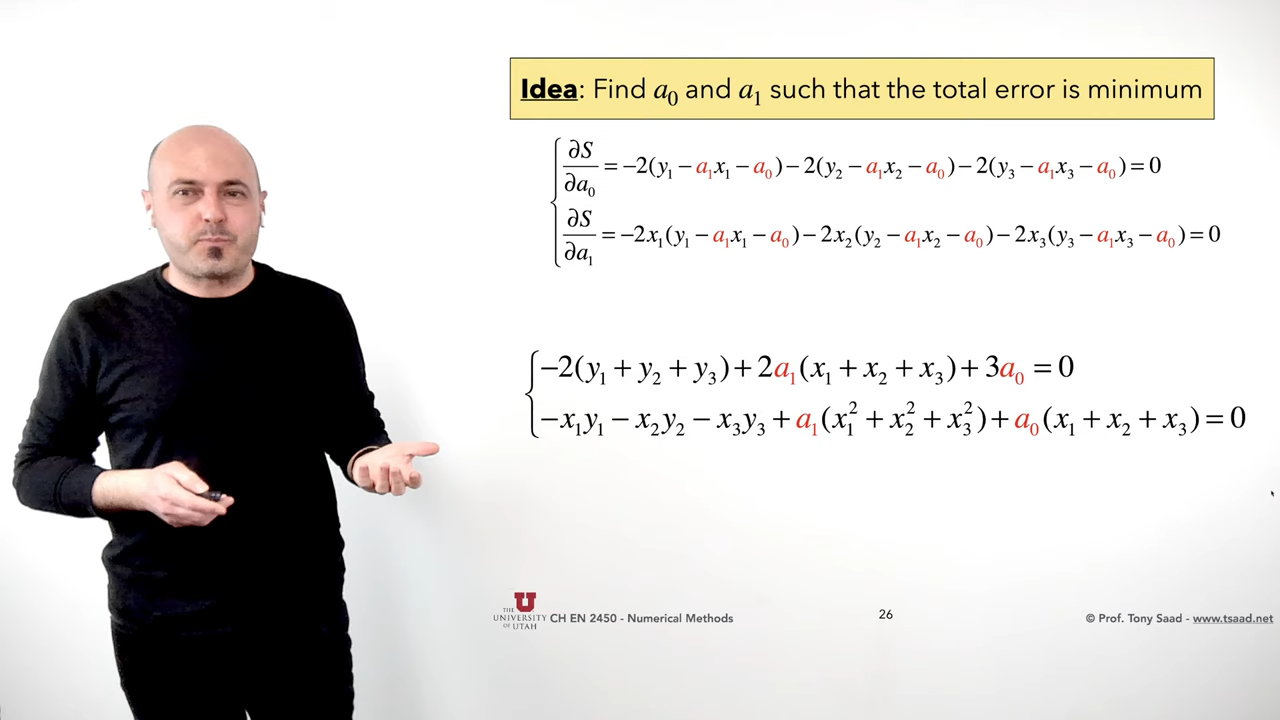 Idea: Find a₀ and a₁ such that the total error is minimum
∂S/∂a₀ = −2(y₁ − a₁x₁ − a₀) − 2(y₂ − a₁x₂ − a₀) − 2(y₃ − a₁x₃ − a₀) = 0
∂S/∂a₁ = −2x₁(y₁ − a₁x₁ − a₀) − 2x₂(y₂ − a₁x₂ − a₀) − 2x₃(y₃ − a₁x₃ − a₀) = 0
−2(y₁ + y₂ + y₃) + 2a₁(x₁ + x₂ + x₃) + 3a₀ = 0
−x₁y₁ − x₂y₂ − x₃y₃ + a₁(x₁² + x₂² + x₃²) + a₀(x₁ + x₂ + x₃) = 0
U
THE
UNIVERSITY
OF UTAH
CH EN 2450 - Numerical Methods
26
© Prof. Tony Saad - www.tsaad.net